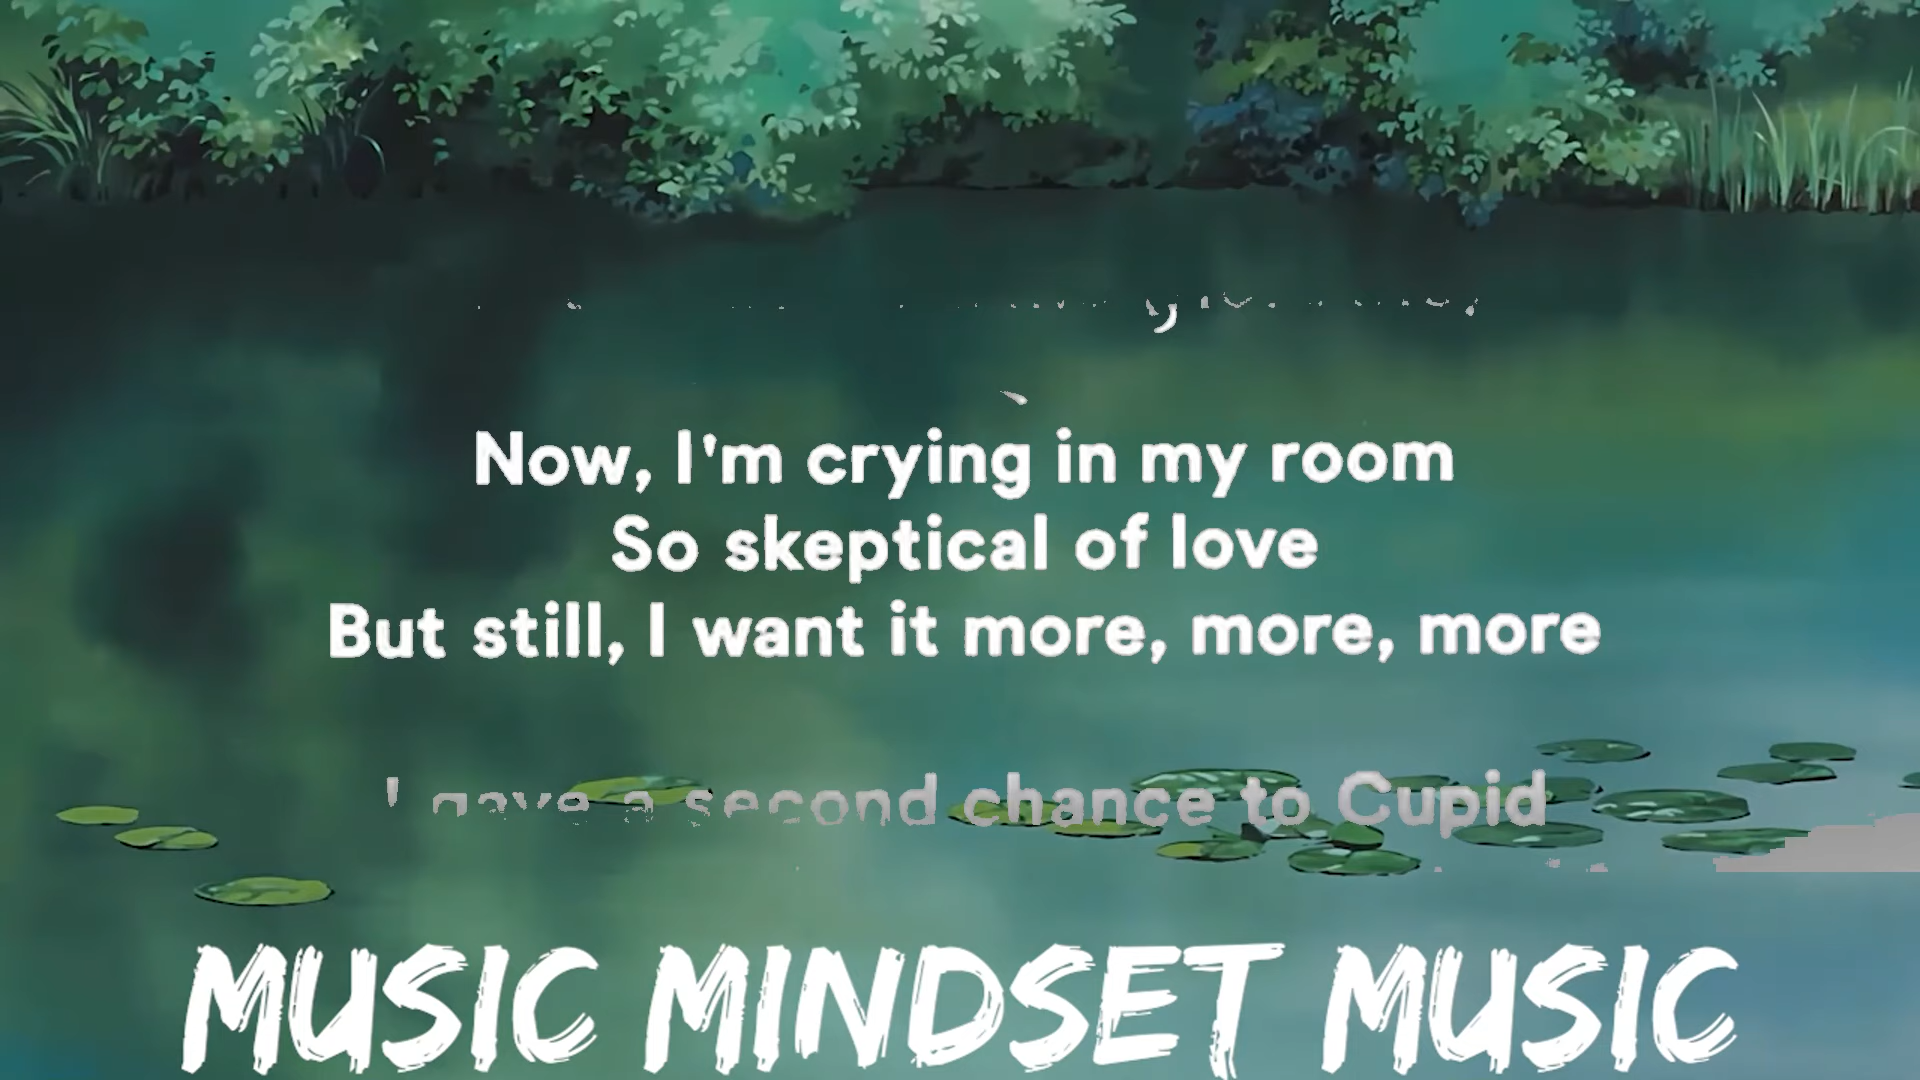 Now, I'm crying in my room
So skeptical of love
But still, I want it more, more, more
I gave a second chance to Cupid
MUSIC MINDSET MUSIC